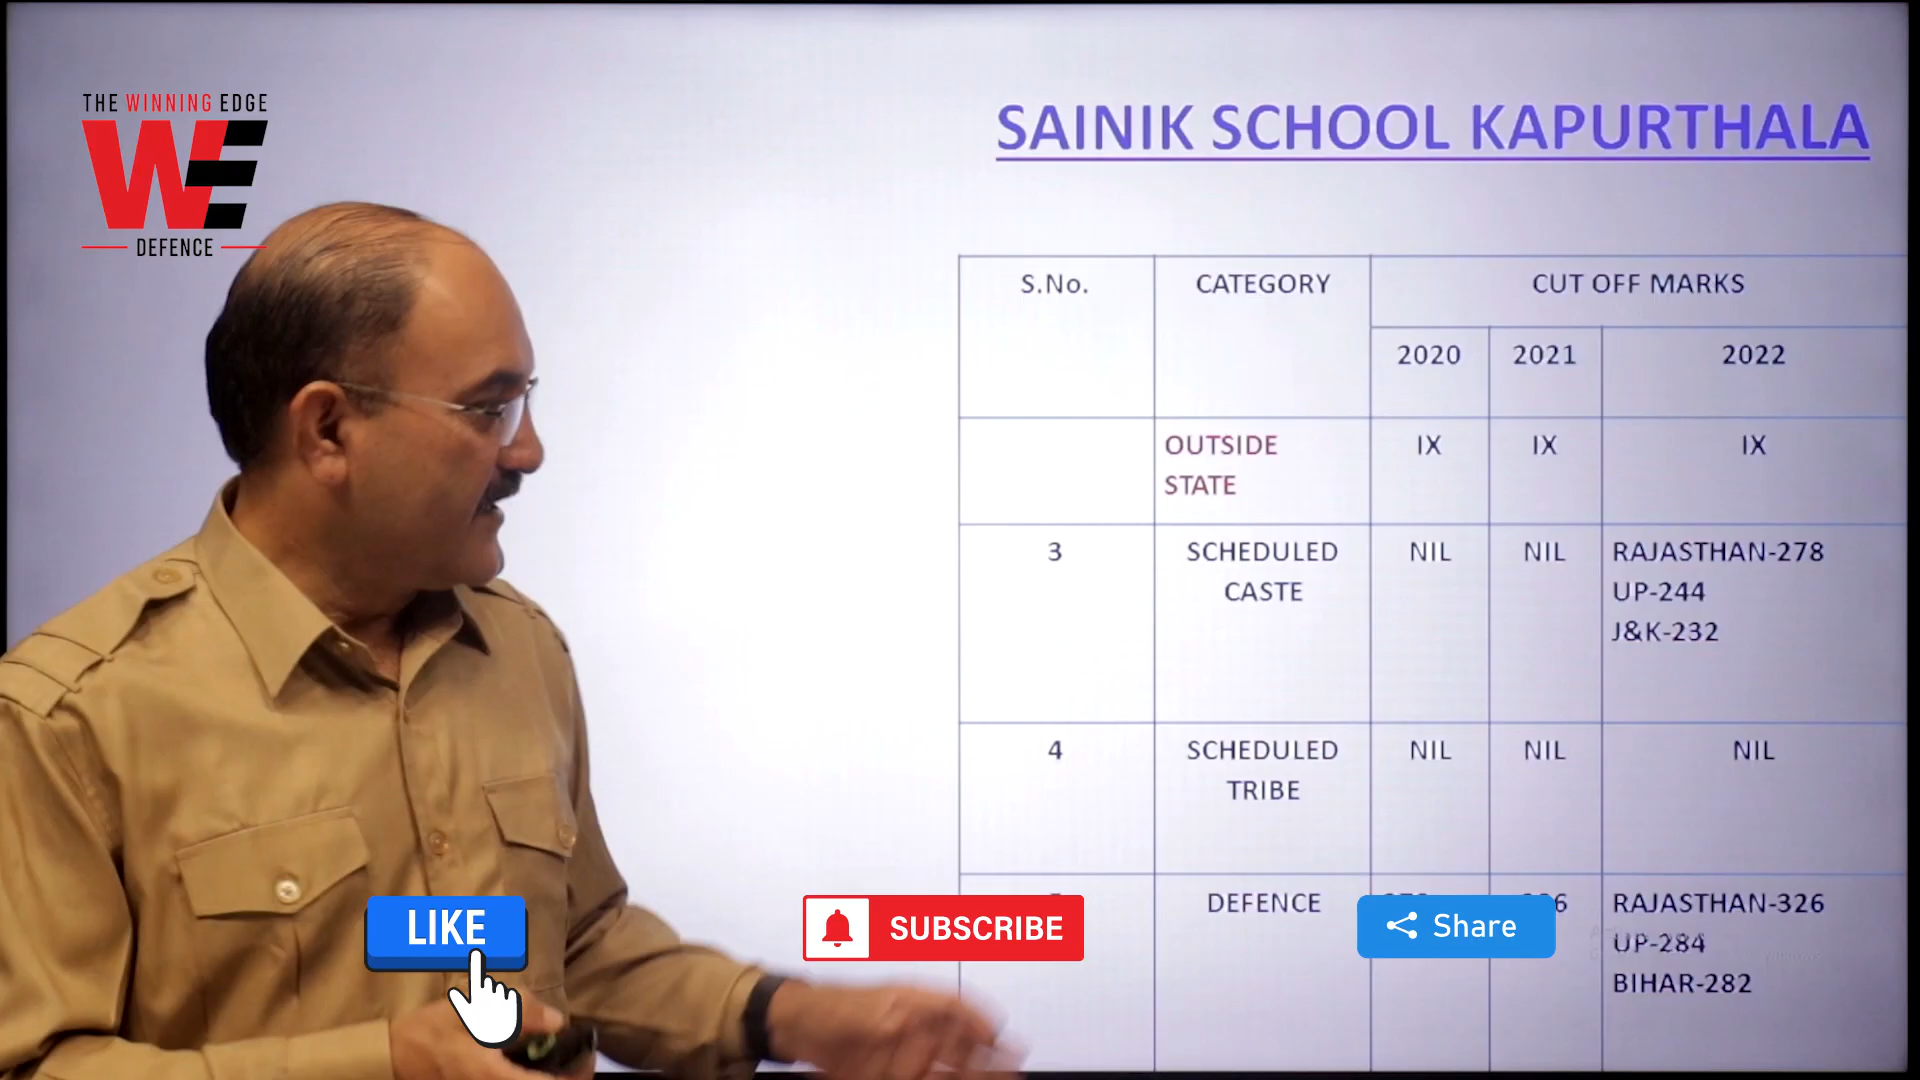 THE WINNING EDGE
WE
DEFENCE
SAINIK SCHOOL KAPURTHALA
S.No. CATEGORY CUT OFF MARKS
2020 2021 2022
OUTSIDE STATE IX IX IX
3 SCHEDULED CASTE NIL NIL RAJASTHAN-278
UP-244
J&K-232
4 SCHEDULED TRIBE NIL NIL NIL
DEFENCE RAJASTHAN-326
UP-284
BIHAR-282
LIKE
SUBSCRIBE
Share